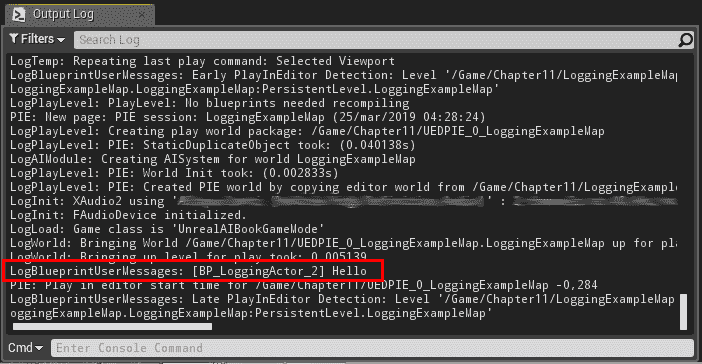 Output Log
Filters
Search Log
LogTemp: Repeating last play command: Selected Viewport
LogBlueprintUserMessages: Early PlayInEditor Detection: Level '/Game/Chapter11/LoggingExampleMap
LoggingExampleMap.LoggingExampleMap:PersistentLevel.LoggingExampleMap'
LogPlayLevel: PlayLevel: No blueprints needed recompiling
PIE: New page: PIE session: LoggingExampleMap (25/mar/2019 04:28:24)
LogPlayLevel: Creating play world package: /Game/Chapter11/UEDPIE_0_LoggingExampleMap
LogPlayLevel: PIE: StaticDuplicateObject took: (0.040138s)
LogAIModule: Creating AISystem for world LoggingExampleMap
LogPlayLevel: PIE: World Init took: (0.002833s)
LogPlayLevel: PIE: Created PIE world by copying editor world from /Game/Chapter11/LoggingExample
LogInit: XAudio2 using ' ' :
LogInit: FAudioDevice initialized.
LogLoad: Game class is 'UnrealAIBookGameMode'
LogWorld: Bringing World /Game/Chapter11/UEDPIE_0_LoggingExampleMap.LoggingExampleMap up for pla
LogWorld: Bringing up level for play took: 0.005139
LogBlueprintUserMessages: [BP_LoggingActor_2] Hello
PIE: Play in editor start time for /Game/Chapter11/UEDPIE_0_LoggingExampleMap -0,284
LogBlueprintUserMessages: Late PlayInEditor Detection: Level '/Game/Chapter11/LoggingExampleMap
oggingExampleMap.LoggingExampleMap:PersistentLevel.LoggingExampleMap'
Cmd
Enter Console Command